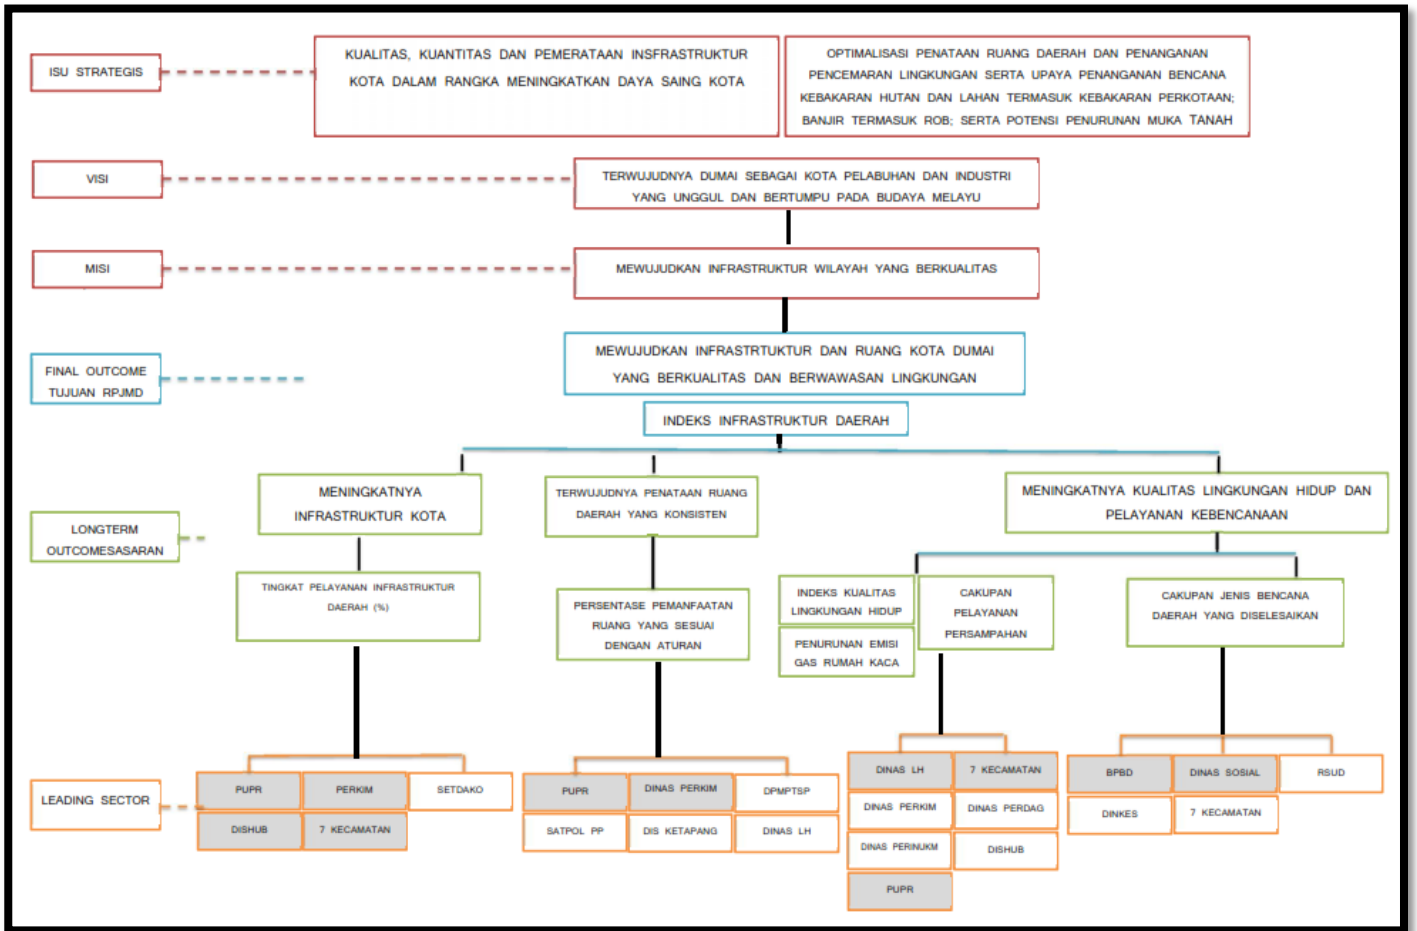 ISU STRATEGIS
KUALITAS, KUANTITAS DAN PEMERATAAN INSFRASTRUKTUR
KOTA DALAM RANGKA MENINGKATKAN DAYA SAING KOTA
OPTIMALISASI PENATAAN RUANG DAERAH DAN PENANGANAN
PENCEMARAN LINGKUNGAN SERTA UPAYA PENANGANAN BENCANA
KEBAKARAN HUTAN DAN LAHAN TERMASUK KEBAKARAN PERKOTAAN;
BANJIR TERMASUK ROB; SERTA POTENSI PENURUNAN MUKA TANAH
VISI
TERWUJUDNYA DUMAI SEBAGAI KOTA PELABUHAN DAN INDUSTRI
YANG UNGGUL DAN BERTUMPU PADA BUDAYA MELAYU
MISI
MEWUJUDKAN INFRASTRUKTUR WILAYAH YANG BERKUALITAS
FINAL OUTCOME
TUJUAN RPJMD
MEWUJUDKAN INFRASTRTUKTUR DAN RUANG KOTA DUMAI
YANG BERKUALITAS DAN BERWAWASAN LINGKUNGAN
INDEKS INFRASTRUKTUR DAERAH
LONGTERM
OUTCOMESASARAN
MENINGKATNYA
INFRASTRUKTUR KOTA
TERWUJUDNYA PENATAAN RUANG
DAERAH YANG KONSISTEN
MENINGKATNYA KUALITAS LINGKUNGAN HIDUP DAN
PELAYANAN KEBENCANAAN
TINGKAT PELAYANAN INFRASTRUKTUR
DAERAH (%)
PERSENTASE PEMANFAATAN
RUANG YANG SESUAI
DENGAN ATURAN
INDEKS KUALITAS
LINGKUNGAN HIDUP
PENURUNAN EMISI
GAS RUMAH KACA
CAKUPAN
PELAYANAN
PERSAMPAHAN
CAKUPAN JENIS BENCANA
DAERAH YANG DISELESAIKAN
LEADING SECTOR
PUPR
PERKIM
SETDAKO
DISHUB
7 KECAMATAN
PUPR
DINAS PERKIM
DPMPTSP
SATPOL PP
DIS KETAPANG
DINAS LH
DINAS LH
7 KECAMATAN
DINAS PERKIM
DINAS PERDAG
DINAS PERINUKM
DISHUB
PUPR
BPBD
DINAS SOSIAL
RSUD
DINKES
7 KECAMATAN